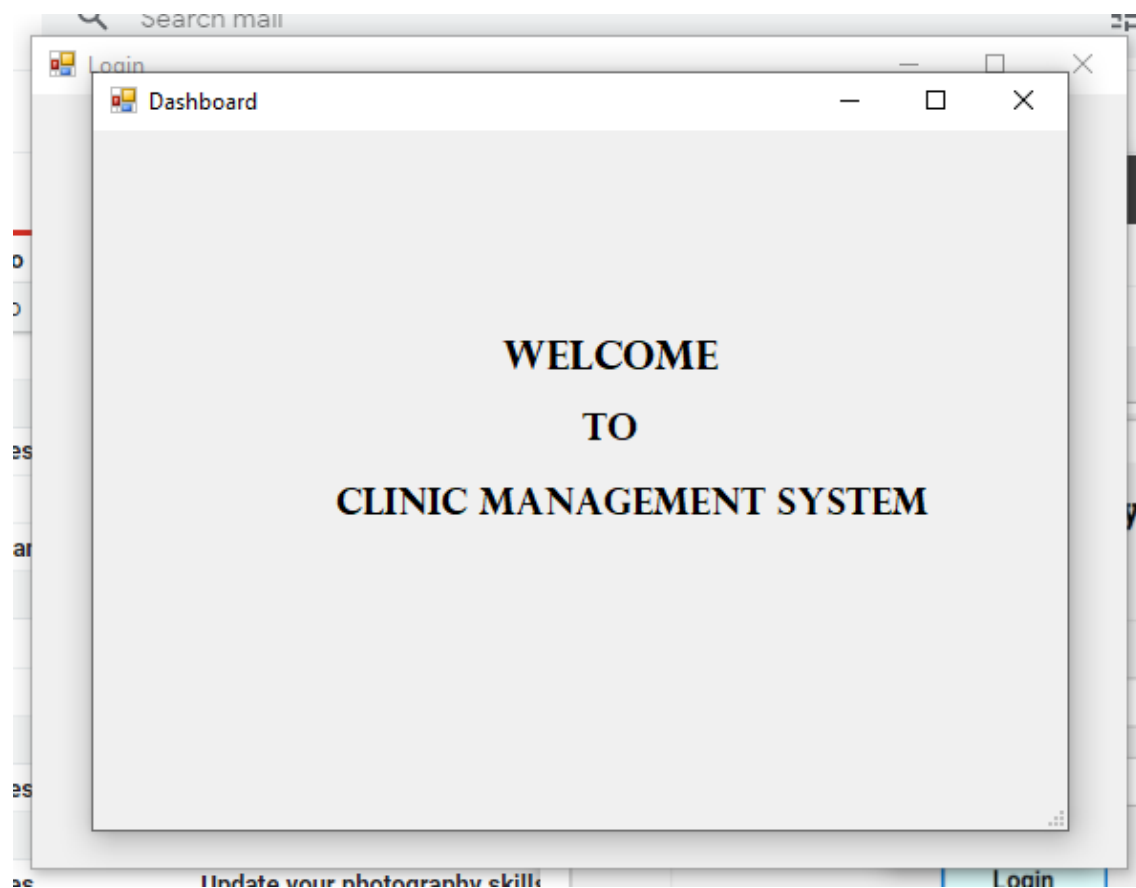 Search mail
Login
Dashboard
WELCOME
TO
CLINIC MANAGEMENT SYSTEM
Update your photography skills
Login